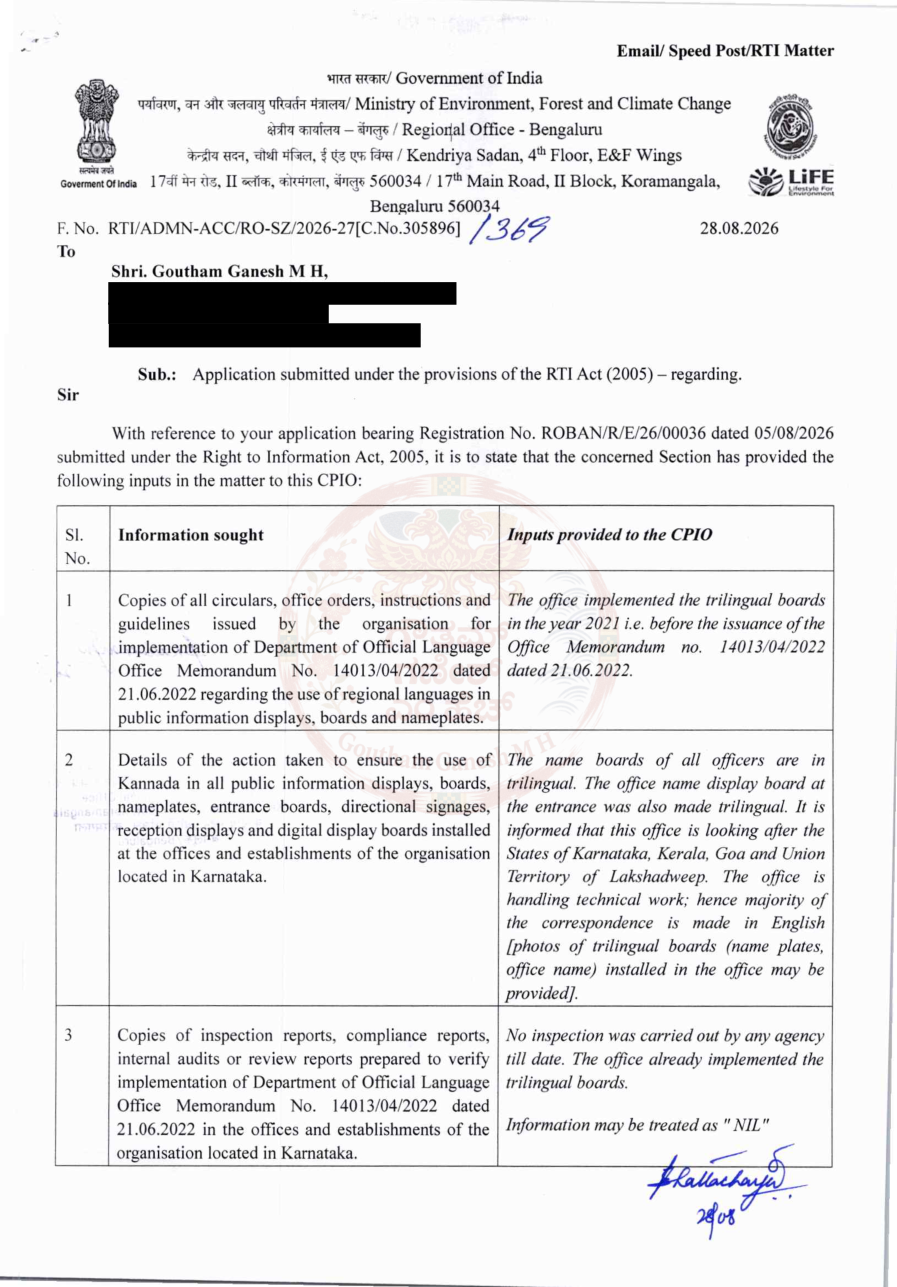 Email/ Speed Post/RTI Matter
भारत सरकार/ Government of India
पर्यावरण, वन और जलवायु परिवर्तन मंत्रालय/ Ministry of Environment, Forest and Climate Change
क्षेत्रीय कार्यालय – बेंगलुरु / Regional Office - Bengaluru
केन्द्रीय सदन, चौथी मंजिल, ई एंड एफ विंग्स / Kendriya Sadan, 4th Floor, E&F Wings
17वीं मेन रोड, II ब्लॉक, कोरमंगला, बेंगलुरु 560034 / 17th Main Road, II Block, Koramangala,
Bengaluru 560034
सत्यमेव जयते
Goverment Of India
LiFE
Lifestyle For
Environment
F. No. RTI/ADMN-ACC/RO-SZ/2026-27[C.No.305896] /369 28.08.2026
To
Shri. Goutham Ganesh M H,
Sub.: Application submitted under the provisions of the RTI Act (2005) – regarding.
Sir
With reference to your application bearing Registration No. ROBAN/R/E/26/00036 dated 05/08/2026
submitted under the Right to Information Act, 2005, it is to state that the concerned Section has provided the
following inputs in the matter to this CPIO:
Sl.
No.
Information sought
Inputs provided to the CPIO
1
Copies of all circulars, office orders, instructions and
guidelines issued by the organisation for
implementation of Department of Official Language
Office Memorandum No. 14013/04/2022 dated
21.06.2022 regarding the use of regional languages in
public information displays, boards and nameplates.
The office implemented the trilingual boards
in the year 2021 i.e. before the issuance of the
Office Memorandum no. 14013/04/2022
dated 21.06.2022.
2
Details of the action taken to ensure the use of
Kannada in all public information displays, boards,
nameplates, entrance boards, directional signages,
reception displays and digital display boards installed
at the offices and establishments of the organisation
located in Karnataka.
The name boards of all officers are in
trilingual. The office name display board at
the entrance was also made trilingual. It is
informed that this office is looking after the
States of Karnataka, Kerala, Goa and Union
Territory of Lakshadweep. The office is
handling technical work; hence majority of
the correspondence is made in English
[photos of trilingual boards (name plates,
office name) installed in the office may be
provided].
3
Copies of inspection reports, compliance reports,
internal audits or review reports prepared to verify
implementation of Department of Official Language
Office Memorandum No. 14013/04/2022 dated
21.06.2022 in the offices and establishments of the
organisation located in Karnataka.
No inspection was carried out by any agency
till date. The office already implemented the
trilingual boards.
Information may be treated as "NIL"
Goutham Ganesh M H
Bhattacharjee
28/08